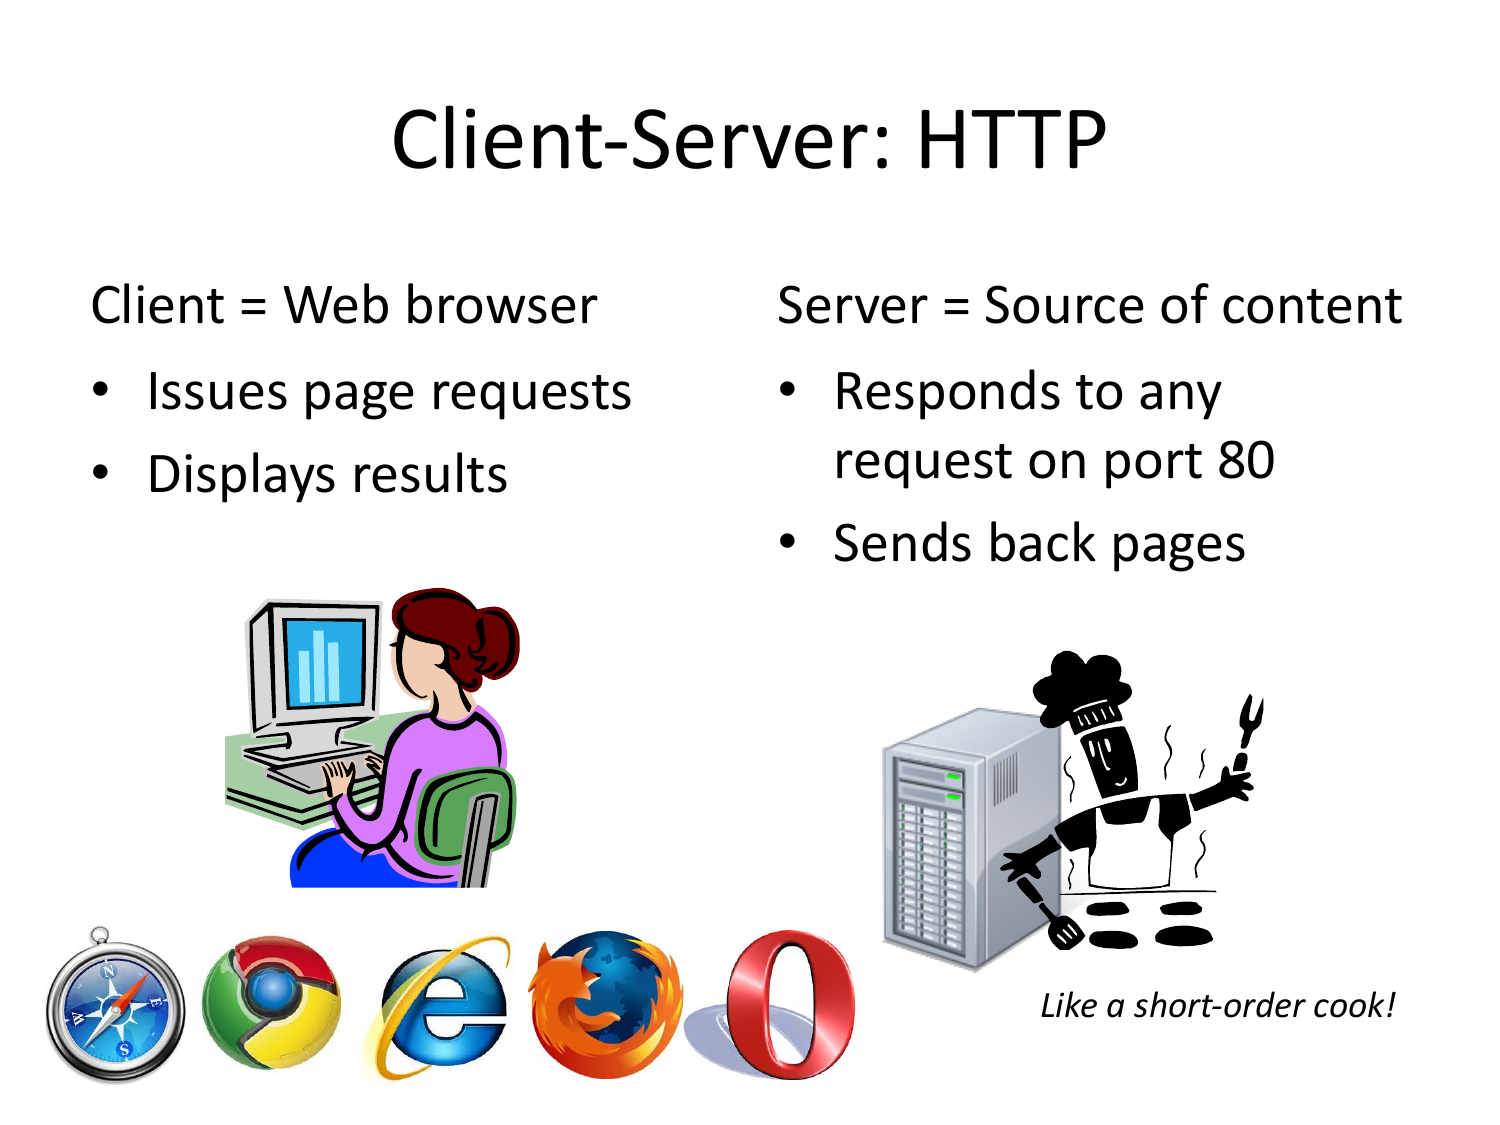 Client-Server: HTTP
Client = Web browser
• Issues page requests
• Displays results
Server = Source of content
• Responds to any
request on port 80
• Sends back pages
N
E
S
W
Like a short-order cook!